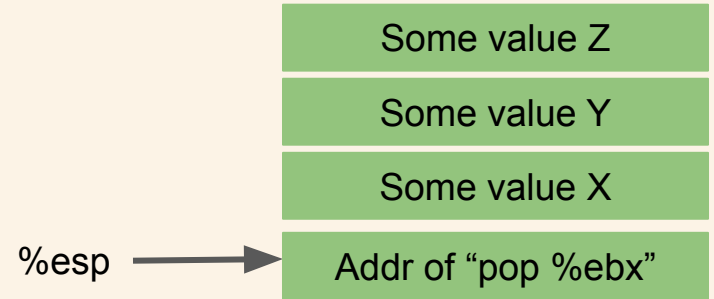 Some value Z
Some value Y
Some value X
%esp
Addr of “pop %ebx”